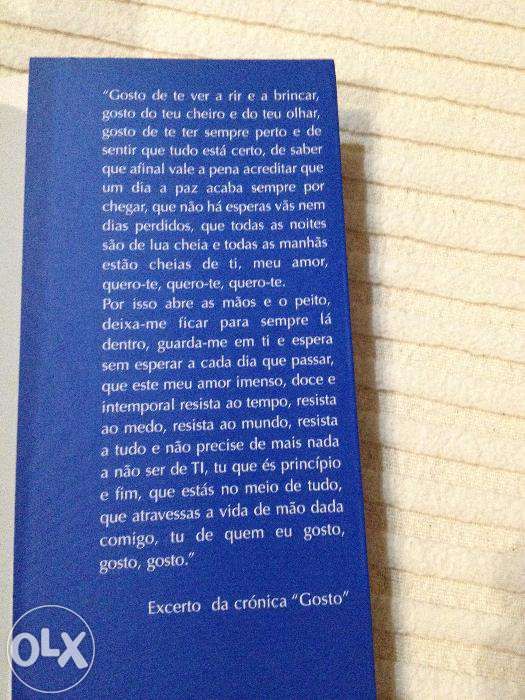 “Gosto de te ver a rir e a brincar,
gosto do teu cheiro e do teu olhar,
gosto de te ter sempre perto e de
sentir que tudo está certo, de saber
que afinal vale a pena acreditar que
um dia a paz acaba sempre por
chegar, que não há esperas vãs nem
dias perdidos, que todas as noites
são de lua cheia e todas as manhãs
estão cheias de ti, meu amor,
quero-te, quero-te, quero-te.
Por isso abre as mãos e o peito,
deixa-me ficar para sempre lá
dentro, guarda-me em ti e espera
sem esperar a cada dia que passar,
que este meu amor imenso, doce e
intemporal resista ao tempo, resista
ao medo, resista ao mundo, resista
a tudo e não precise de mais nada
a não ser de TI, tu que és princípio
e fim, que estás no meio de tudo,
que atravessas a vida de mão dada
comigo, tu de quem eu gosto,
gosto, gosto.”
Excerto da crónica “Gosto”
OLX